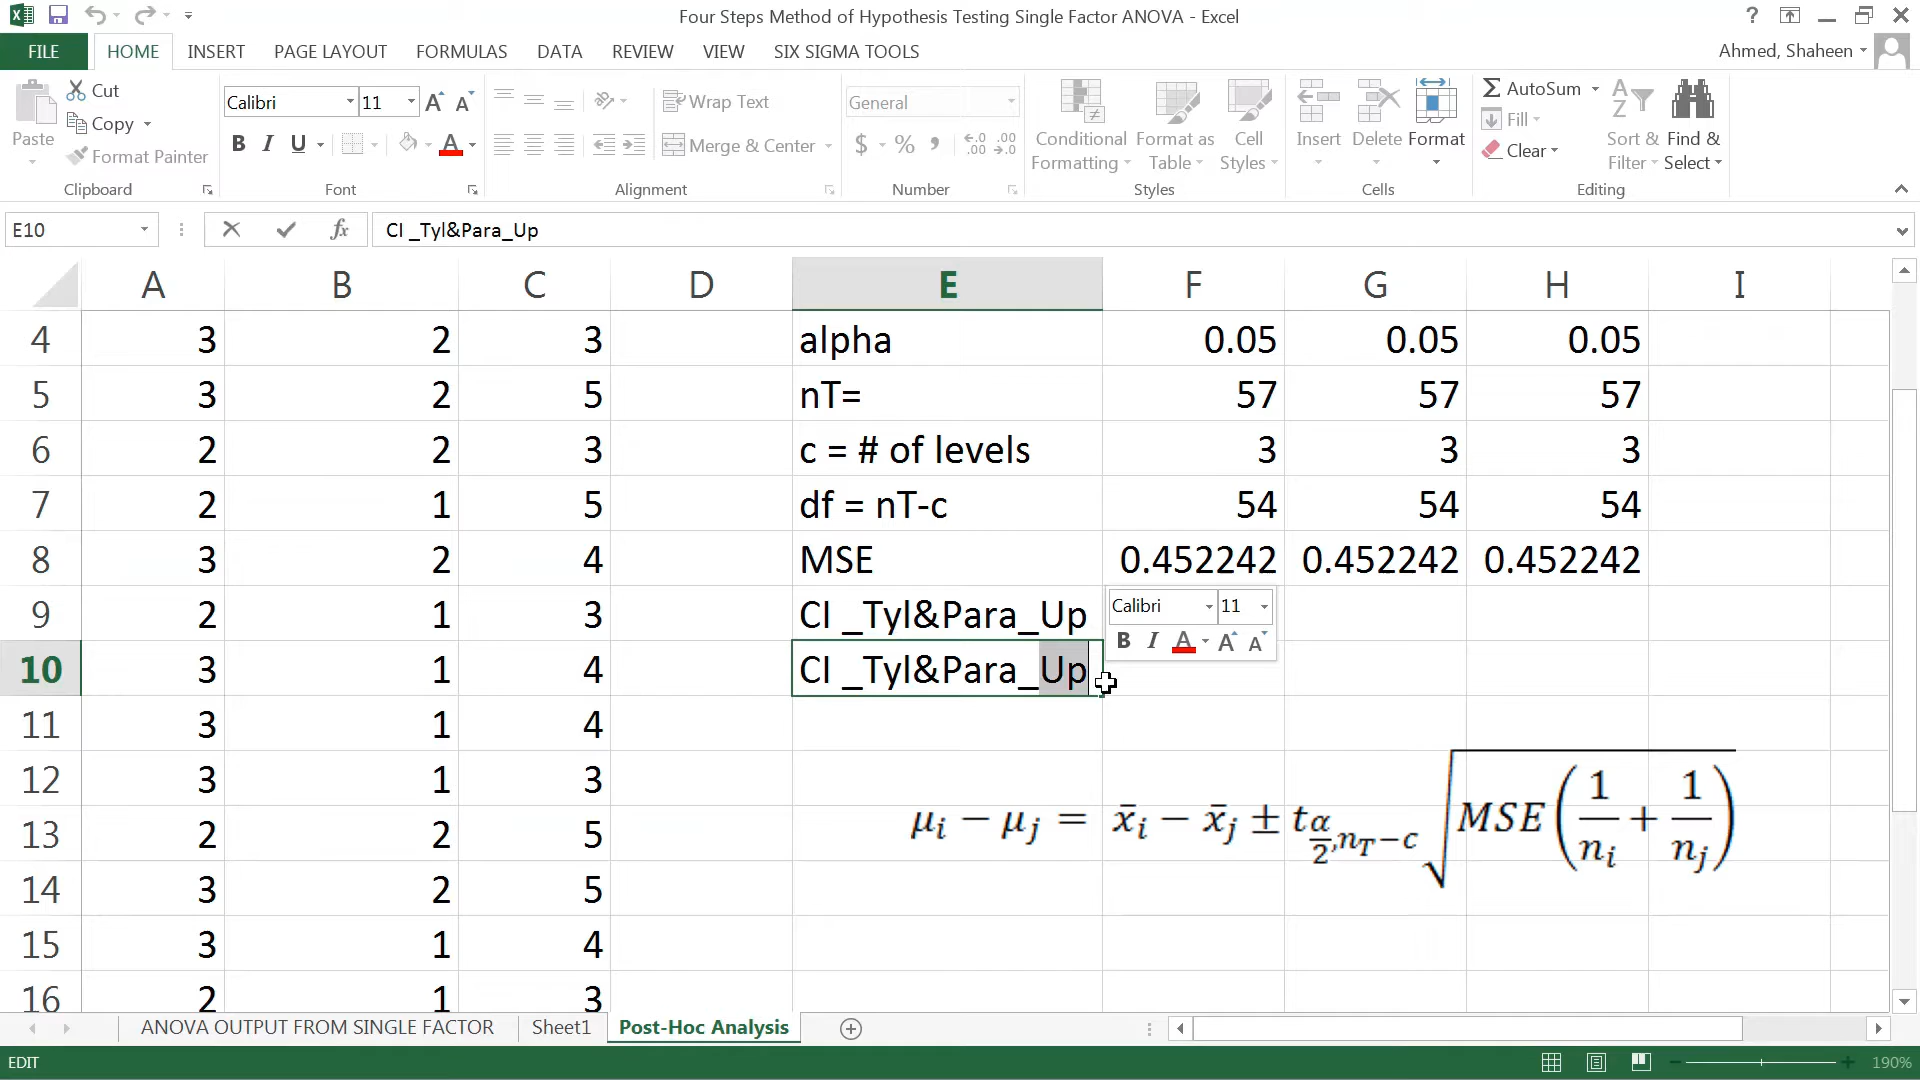 Four Steps Method of Hypothesis Testing Single Factor ANOVA - Excel
?
FILE HOME INSERT PAGE LAYOUT FORMULAS DATA REVIEW VIEW SIX SIGMA TOOLS Ahmed, Shaheen
Paste
Cut
Copy
Format Painter
Clipboard
Calibri 11
B I U A
Font
Wrap Text
Merge & Center
Alignment
General
$ % , .00 .00
Number
Conditional Formatting
Format as Table
Cell Styles
Styles
Insert Delete Format
Cells
AutoSum
Fill
Clear
Sort & Filter
Find & Select
Editing
E10 fx CI _Tyl&Para_Up
A B C D E F G H I
4 3 2 3 alpha 0.05 0.05 0.05
5 3 2 5 nT= 57 57 57
6 2 2 3 c = # of levels 3 3 3
7 2 1 5 df = nT-c 54 54 54
8 3 2 4 MSE 0.452242 0.452242 0.452242
9 2 1 3 CI _Tyl&Para_Up
Calibri 11
B I A A A
10 3 1 4 CI _Tyl&Para_Up
11 3 1 4
12 3 1 3
13 2 2 5
μi − μj = x̄i − x̄j ± t α/2,nT−c √MSE(1/ni + 1/nj)
14 3 2 5
15 3 1 4
16 2 1 3
ANOVA OUTPUT FROM SINGLE FACTOR Sheet1 Post-Hoc Analysis
EDIT 190%